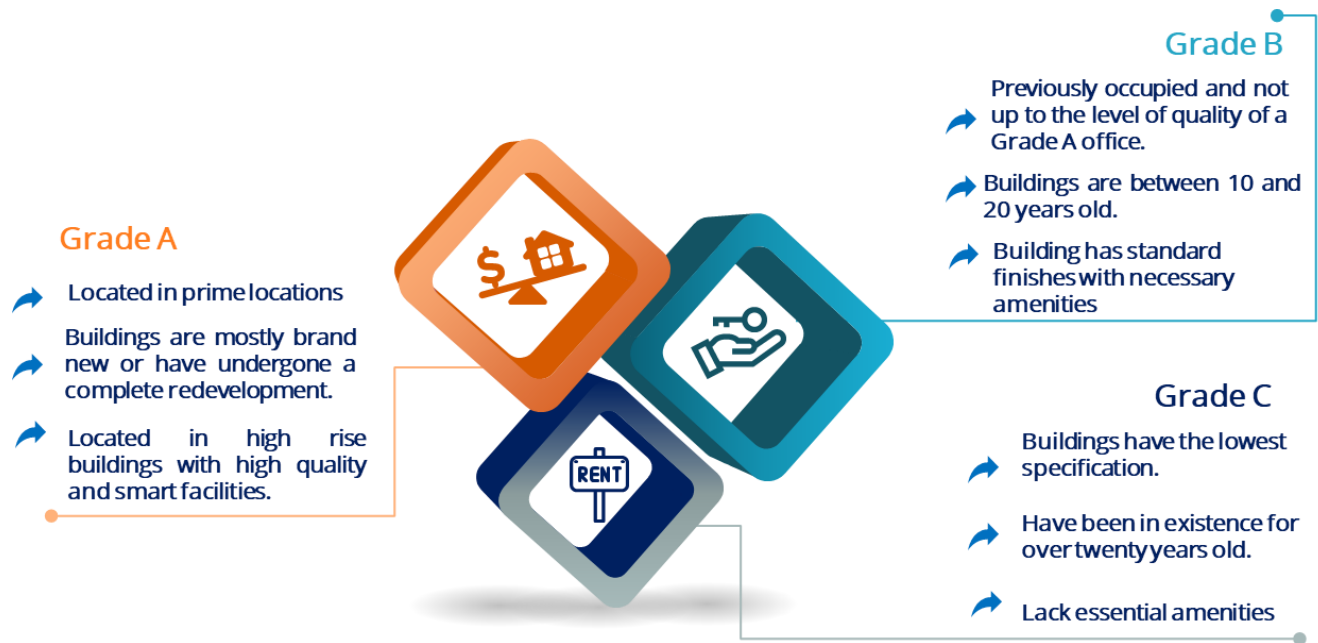 Grade A
Located in prime locations
Buildings are mostly brand
new or have undergone a
complete redevelopment.
Located in high rise
buildings with high quality
and smart facilities.
$
RENT
Grade B
Previously occupied and not
up to the level of quality of a
Grade A office.
Buildings are between 10 and
20 years old.
Building has standard
finishes with necessary
amenities
Grade C
Buildings have the lowest
specification.
Have been in existence for
over twenty years old.
Lack essential amenities